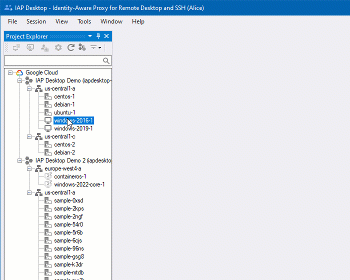 IAP Desktop - Identity-Aware Proxy for Remote Desktop and SSH (Alice)
File Session View Tools Window Help
Project Explorer
Google Cloud
IAP Desktop Demo (iapdesktop-
us-central1-a
centos-1
debian-1
ubuntu-1
windows-2016-1
windows-2019-1
us-central1-c
centos-2
debian-2
IAP Desktop Demo 2 (iapdesktop
europe-west4-a
containeros-1
windows-2022-core-1
us-central1-a
sample-0xsd
sample-2kps
sample-2ngf
sample-54r0
sample-5r6b
sample-6cjs
sample-96ns
sample-gsg8
sample-k3dr
sample-ntdb